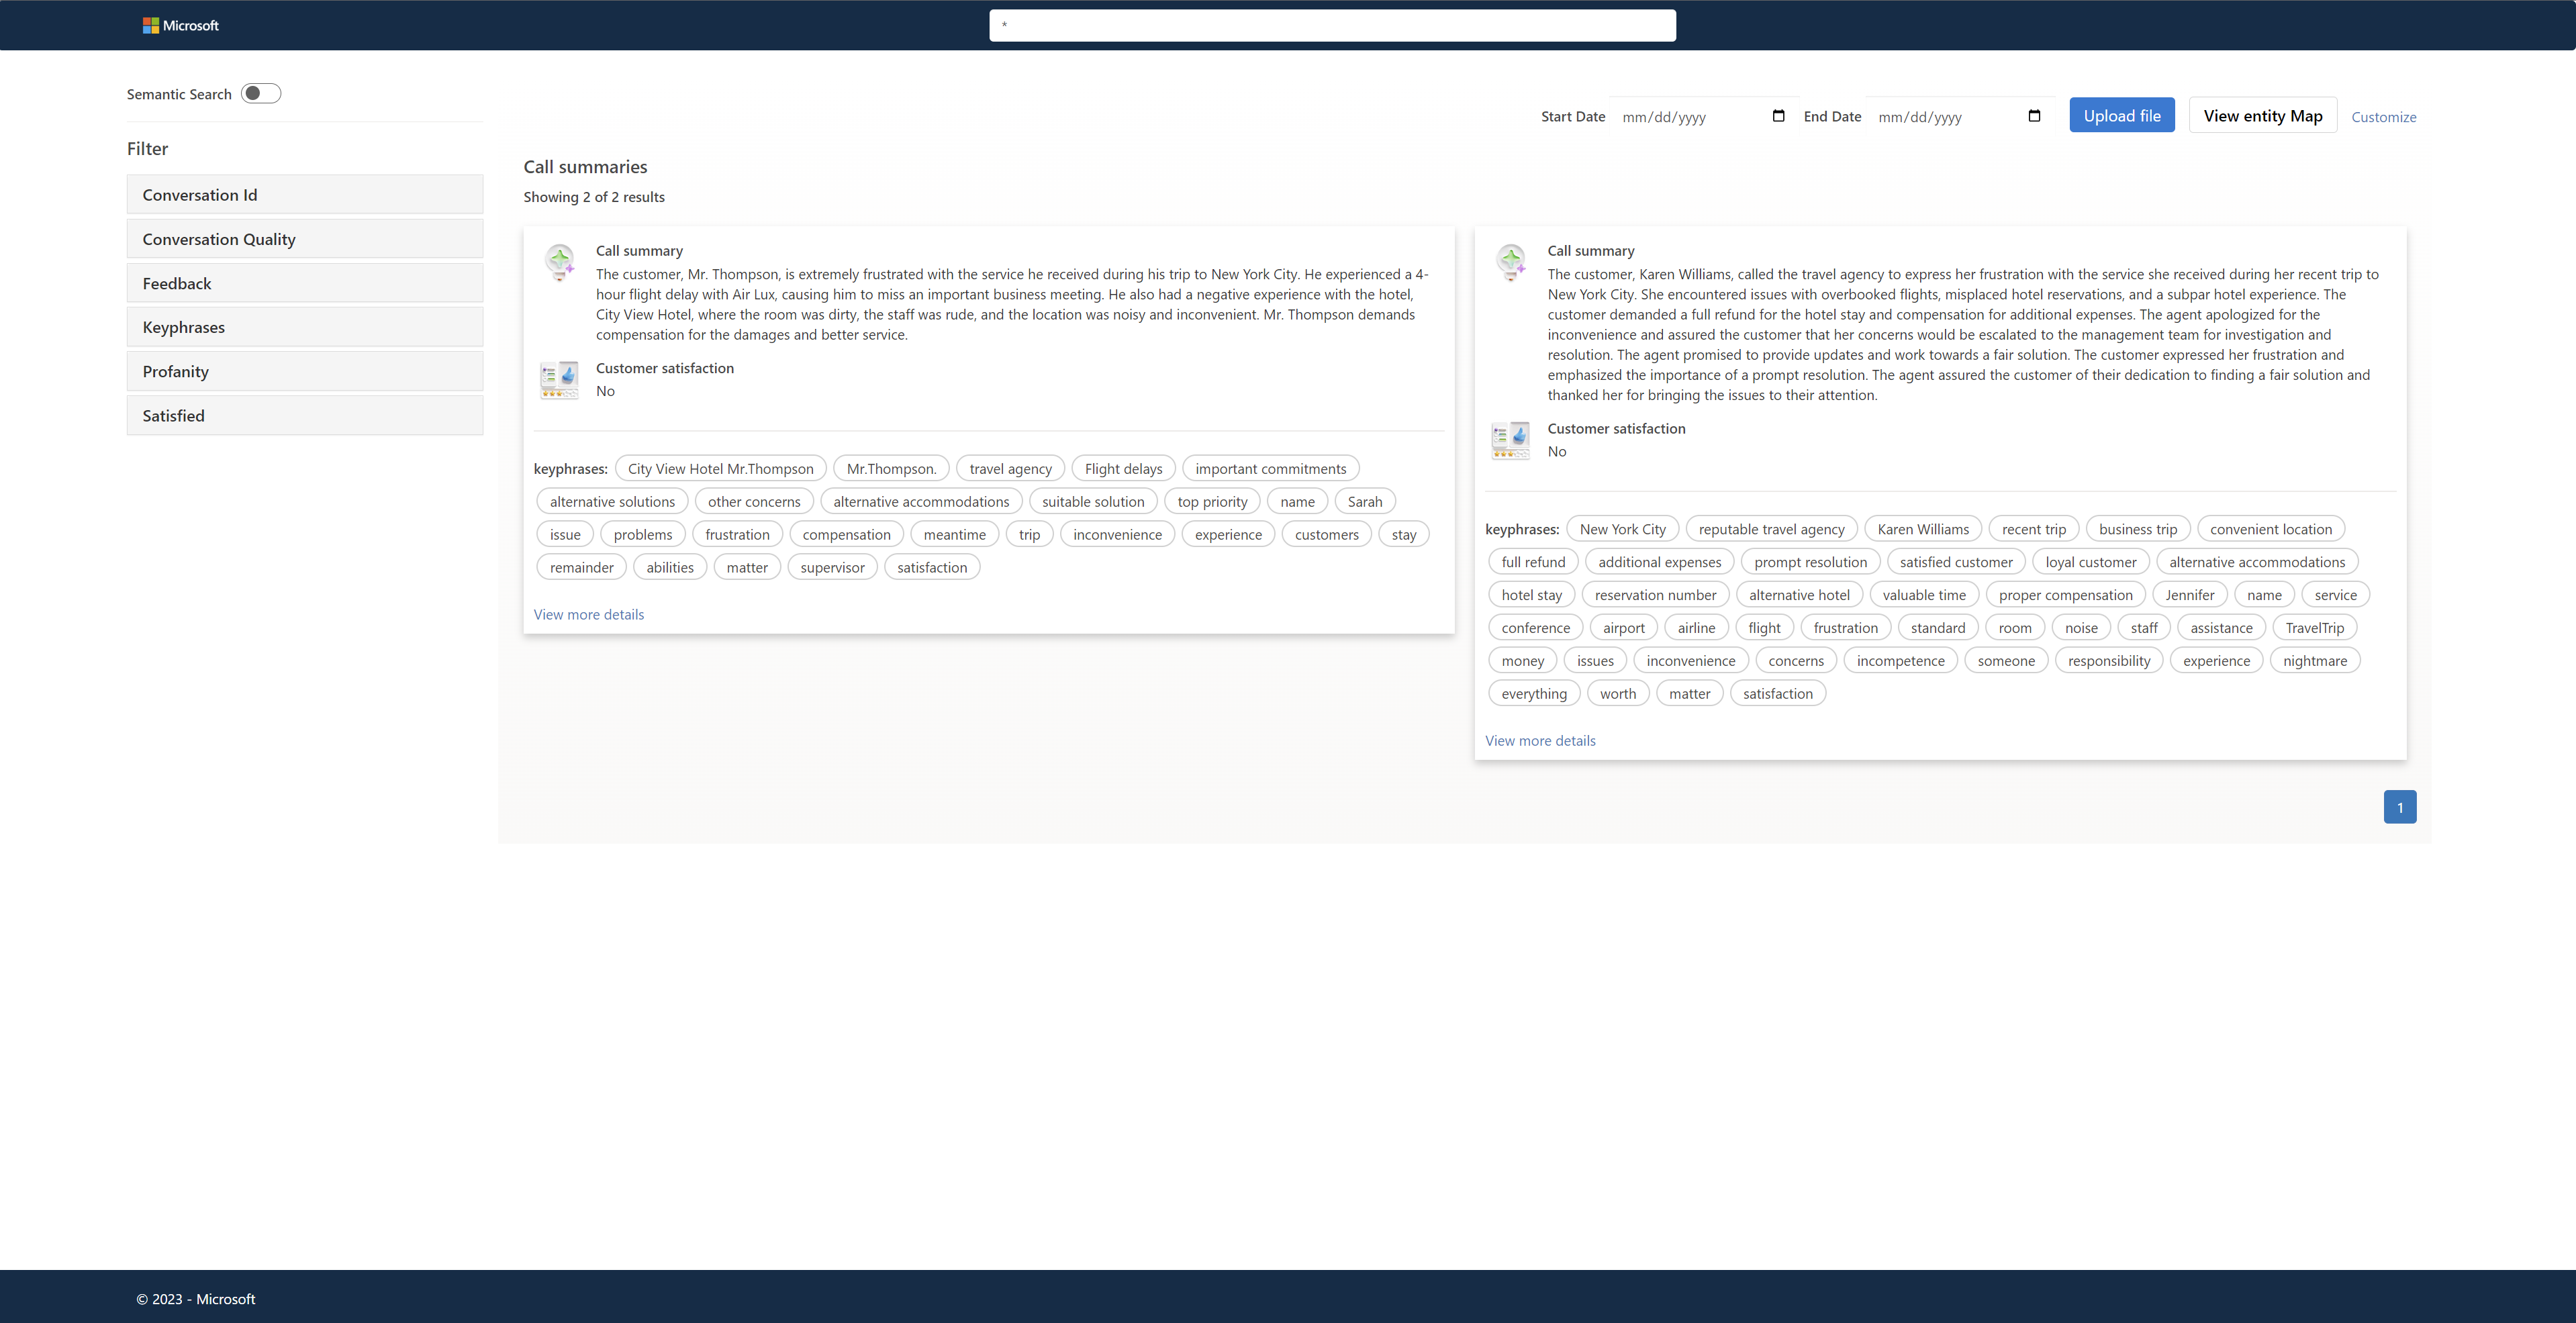 Microsoft
*
Semantic Search
Start Date mm/dd/yyyy End Date mm/dd/yyyy Upload file View entity Map Customize
Filter
Conversation Id
Conversation Quality
Feedback
Keyphrases
Profanity
Satisfied
Call summaries
Showing 2 of 2 results
Call summary
The customer, Mr. Thompson, is extremely frustrated with the service he received during his trip to New York City. He experienced a 4-
hour flight delay with Air Lux, causing him to miss an important business meeting. He also had a negative experience with the hotel,
City View Hotel, where the room was dirty, the staff was rude, and the location was noisy and inconvenient. Mr. Thompson demands
compensation for the damages and better service.
Customer satisfaction
No
keyphrases: City View Hotel Mr.Thompson Mr.Thompson. travel agency Flight delays important commitments
alternative solutions other concerns alternative accommodations suitable solution top priority name Sarah
issue problems frustration compensation meantime trip inconvenience experience customers stay
remainder abilities matter supervisor satisfaction
View more details
Call summary
The customer, Karen Williams, called the travel agency to express her frustration with the service she received during her recent trip to
New York City. She encountered issues with overbooked flights, misplaced hotel reservations, and a subpar hotel experience. The
customer demanded a full refund for the hotel stay and compensation for additional expenses. The agent apologized for the
inconvenience and assured the customer that her concerns would be escalated to the management team for investigation and
resolution. The agent promised to provide updates and work towards a fair solution. The customer expressed her frustration and
emphasized the importance of a prompt resolution. The agent assured the customer of their dedication to finding a fair solution and
thanked her for bringing the issues to their attention.
Customer satisfaction
No
keyphrases: New York City reputable travel agency Karen Williams recent trip business trip convenient location
full refund additional expenses prompt resolution satisfied customer loyal customer alternative accommodations
hotel stay reservation number alternative hotel valuable time proper compensation Jennifer name service
conference airport airline flight frustration standard room noise staff assistance TravelTrip
money issues inconvenience concerns incompetence someone responsibility experience nightmare
everything worth matter satisfaction
View more details
1
© 2023 - Microsoft